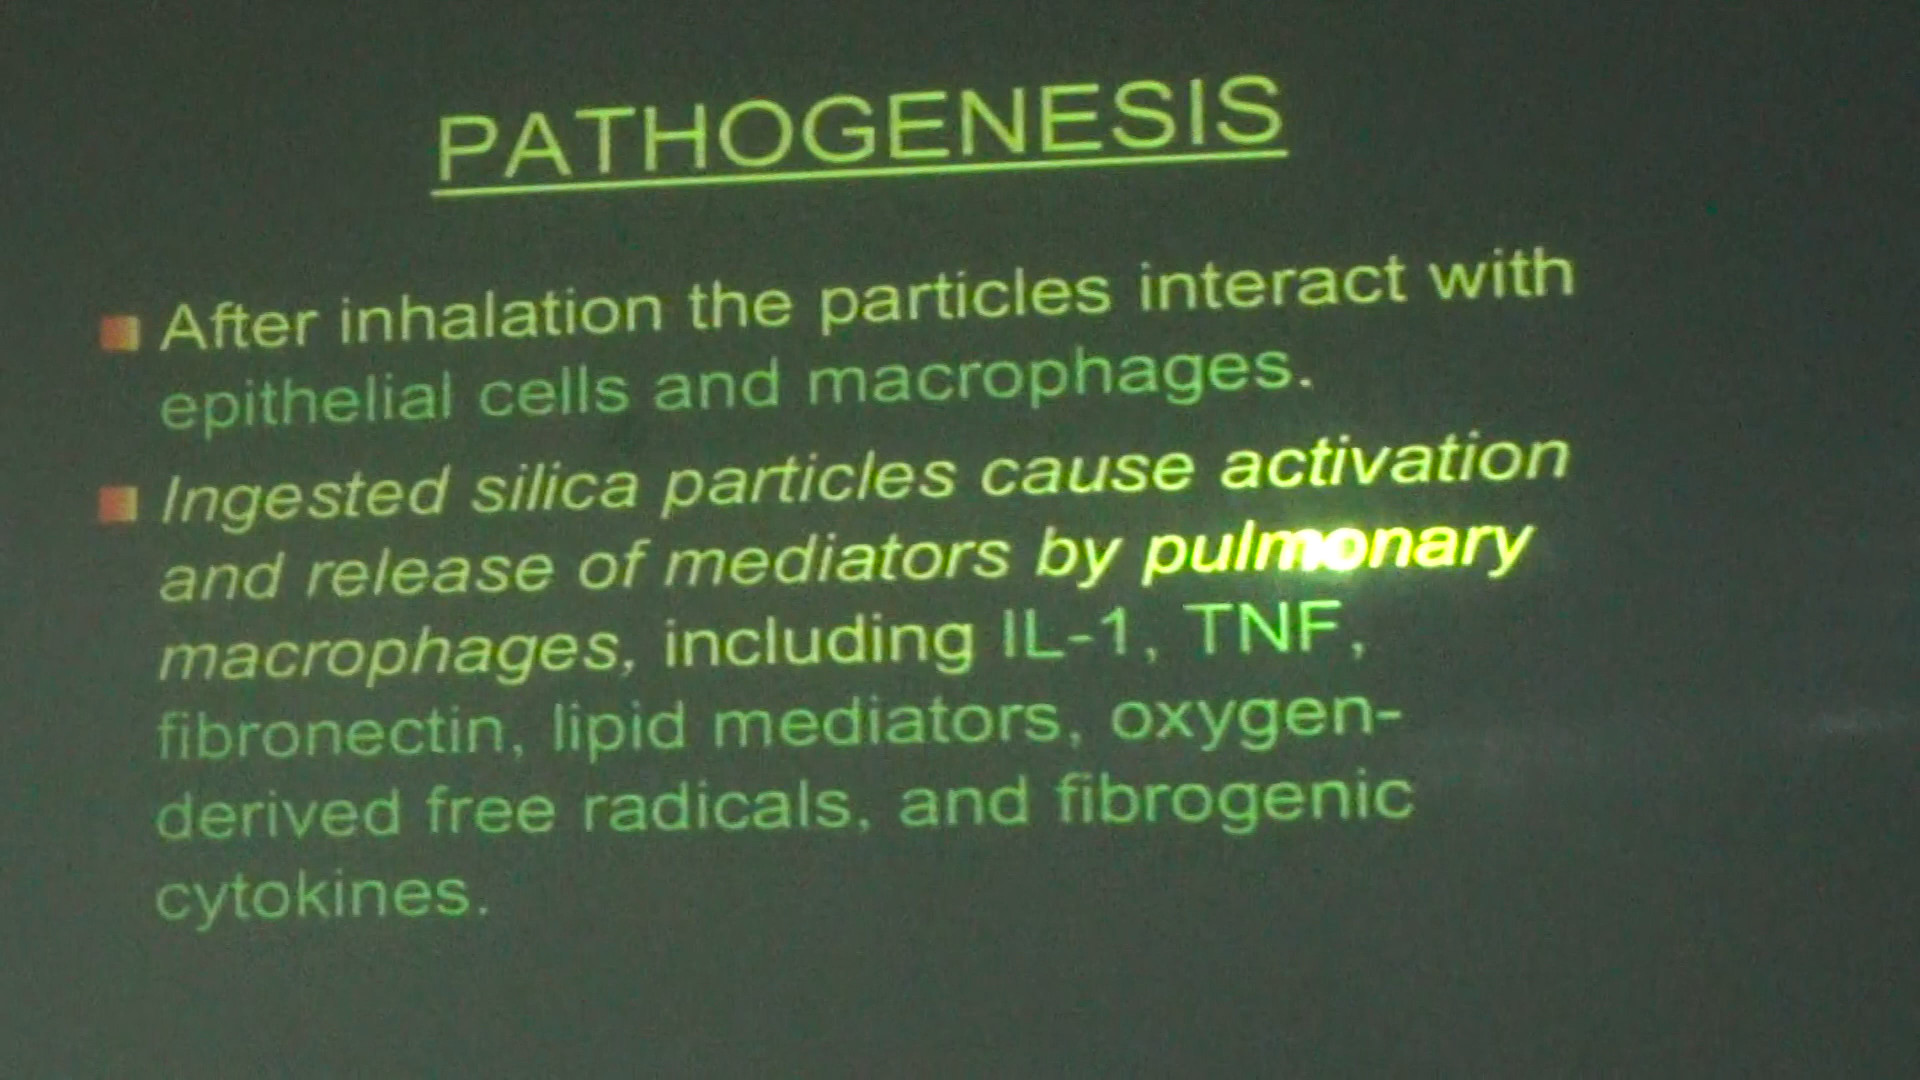 PATHOGENESIS
After inhalation the particles interact with
epithelial cells and macrophages.
Ingested silica particles cause activation
and release of mediators by pulmonary
macrophages, including IL-1, TNF,
fibronectin, lipid mediators, oxygen-
derived free radicals, and fibrogenic
cytokines.